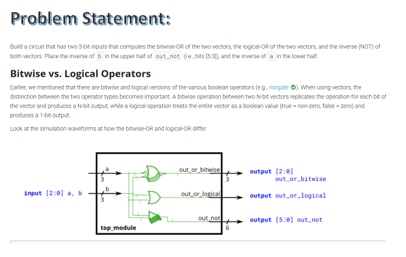 Problem Statement:
Build a circuit that has two 3-bit inputs that computes the bitwise-OR of the two vectors, the logical-OR of the two vectors, and the inverse (NOT) of
both vectors. Place the inverse of b in the upper half of out_not (i.e., bits [5:3]), and the inverse of a in the lower half.
Bitwise vs. Logical Operators
Earlier, we mentioned that there are bitwise and logical versions of the various boolean operators (e.g., norgate). When using vectors, the
distinction between the two operator types becomes important. A bitwise operation between two N-bit vectors replicates the operation for each bit of
the vector and produces a N-bit output, while a logical operation treats the entire vector as a boolean value (true = non-zero, false = zero) and
produces a 1-bit output.
Look at the simulation waveforms at how the bitwise-OR and logical-OR differ.
a
3
out_or_bitwise
3
output [2:0]
out_or_bitwise
input [2:0] a, b
b
3
out_or_logical
output out_or_logical
out_not
6
output [5:0] out_not
top_module